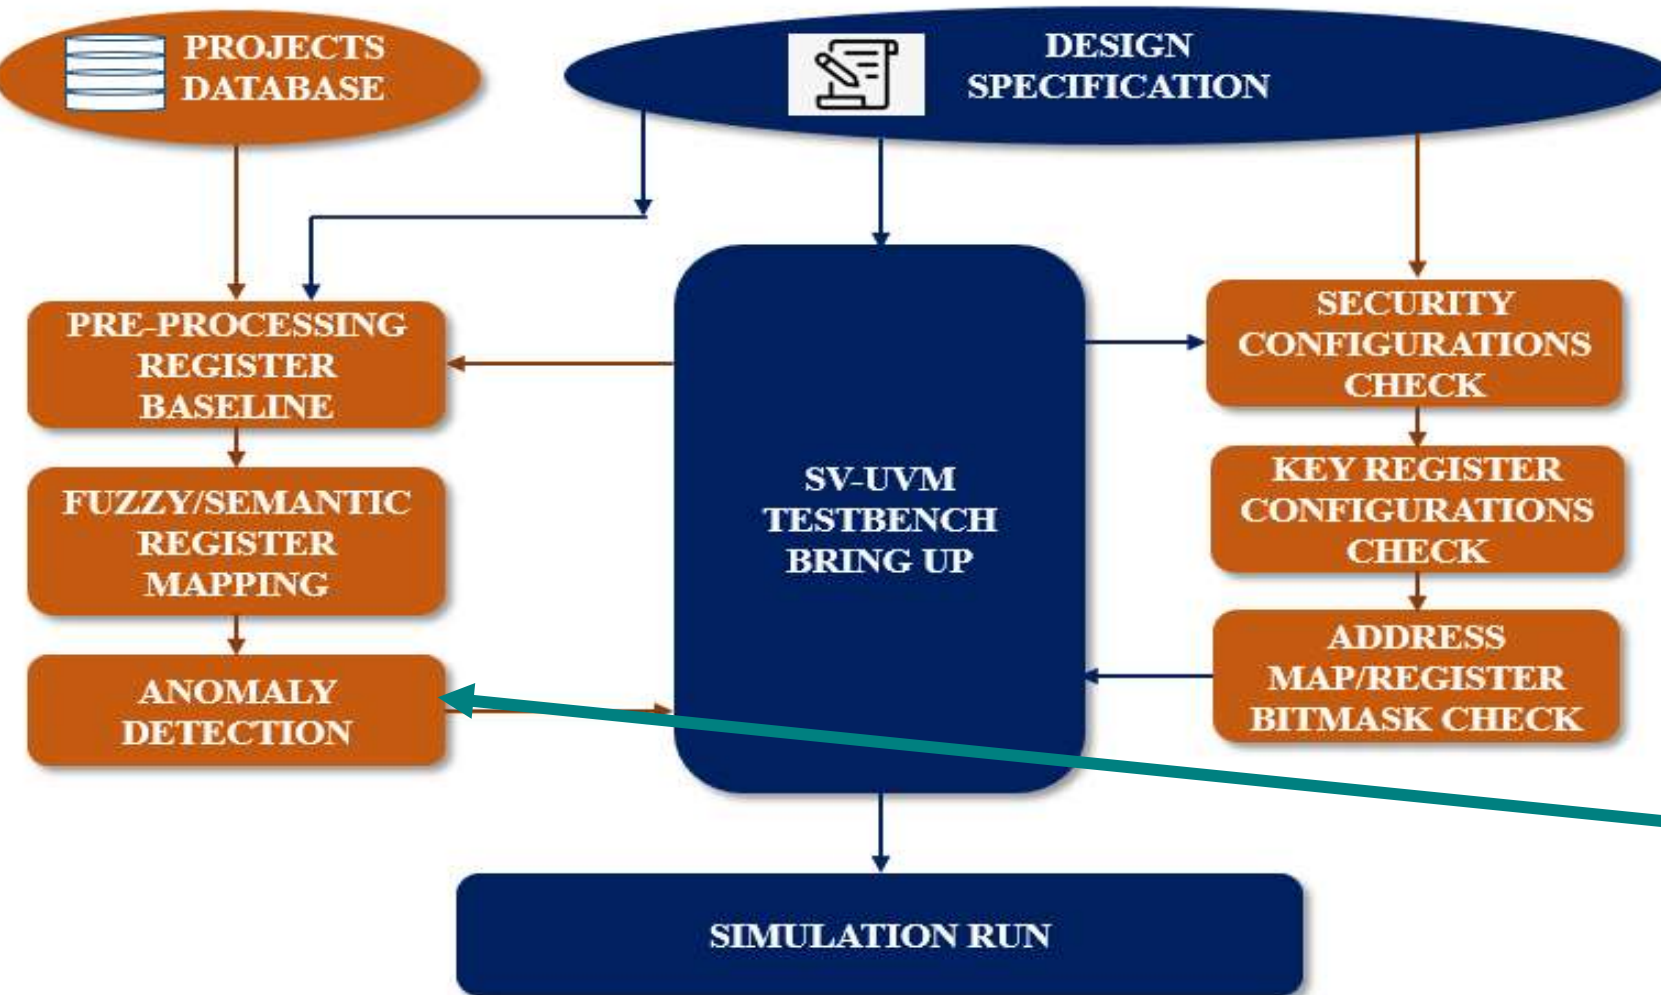 PROJECTS
DATABASE
DESIGN
SPECIFICATION
PRE-PROCESSING
REGISTER
BASELINE
FUZZY/SEMANTIC
REGISTER
MAPPING
ANOMALY
DETECTION
SV-UVM
TESTBENCH
BRING UP
SECURITY
CONFIGURATIONS
CHECK
KEY REGISTER
CONFIGURATIONS
CHECK
ADDRESS
MAP/REGISTER
BITMASK CHECK
SIMULATION RUN